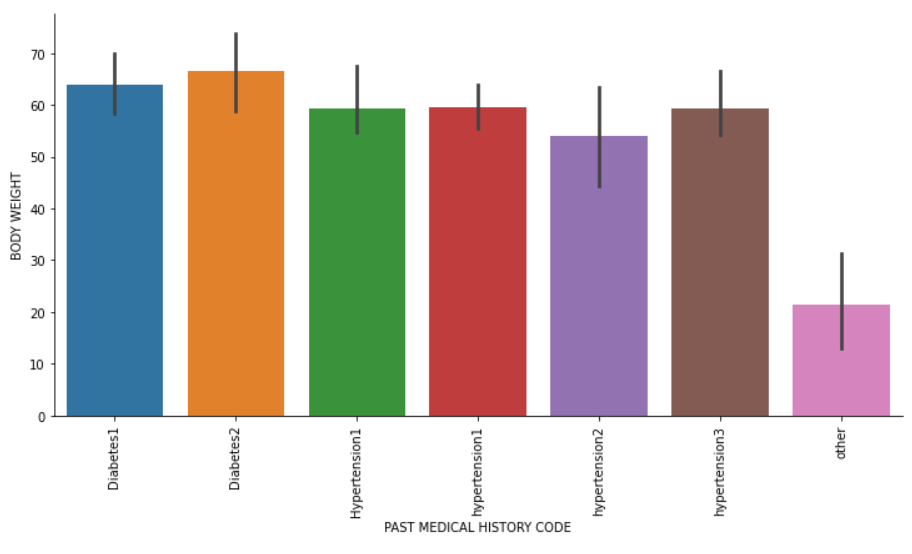 70
60
50
40
30
20
10
0
BODY WEIGHT
Diabetes1
Diabetes2
Hypertension1
hypertension1
hypertension2
hypertension3
other
PAST MEDICAL HISTORY CODE